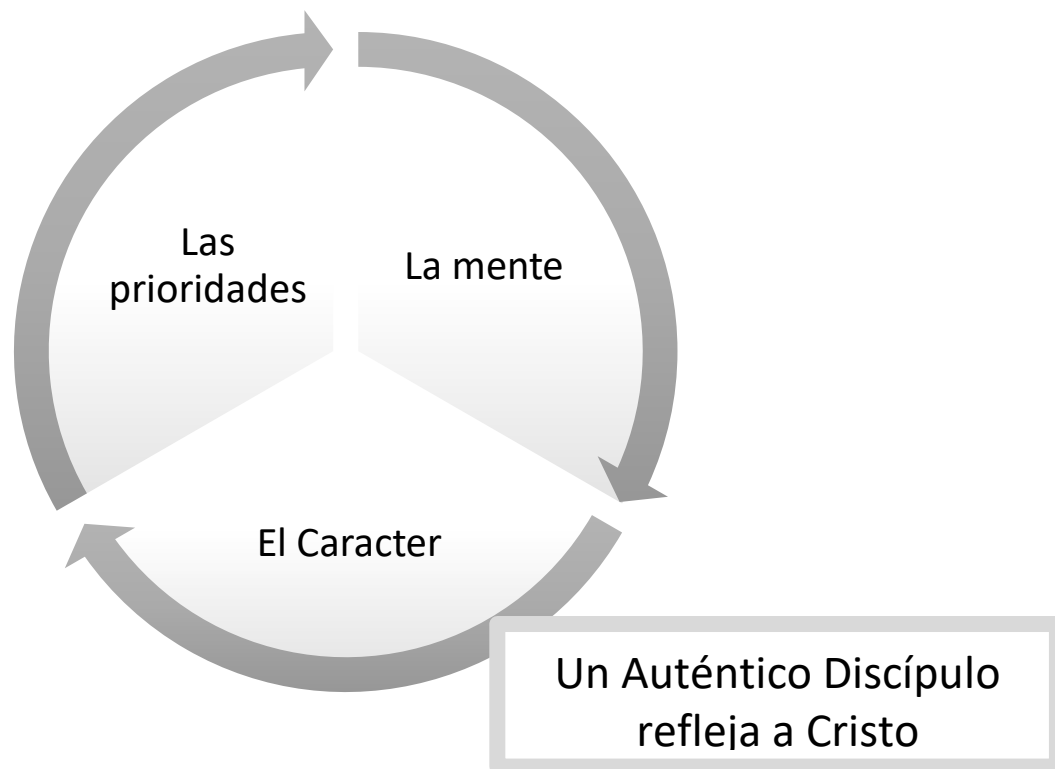 Las
prioridades
La mente
El Caracter
Un Auténtico Discípulo
refleja a Cristo